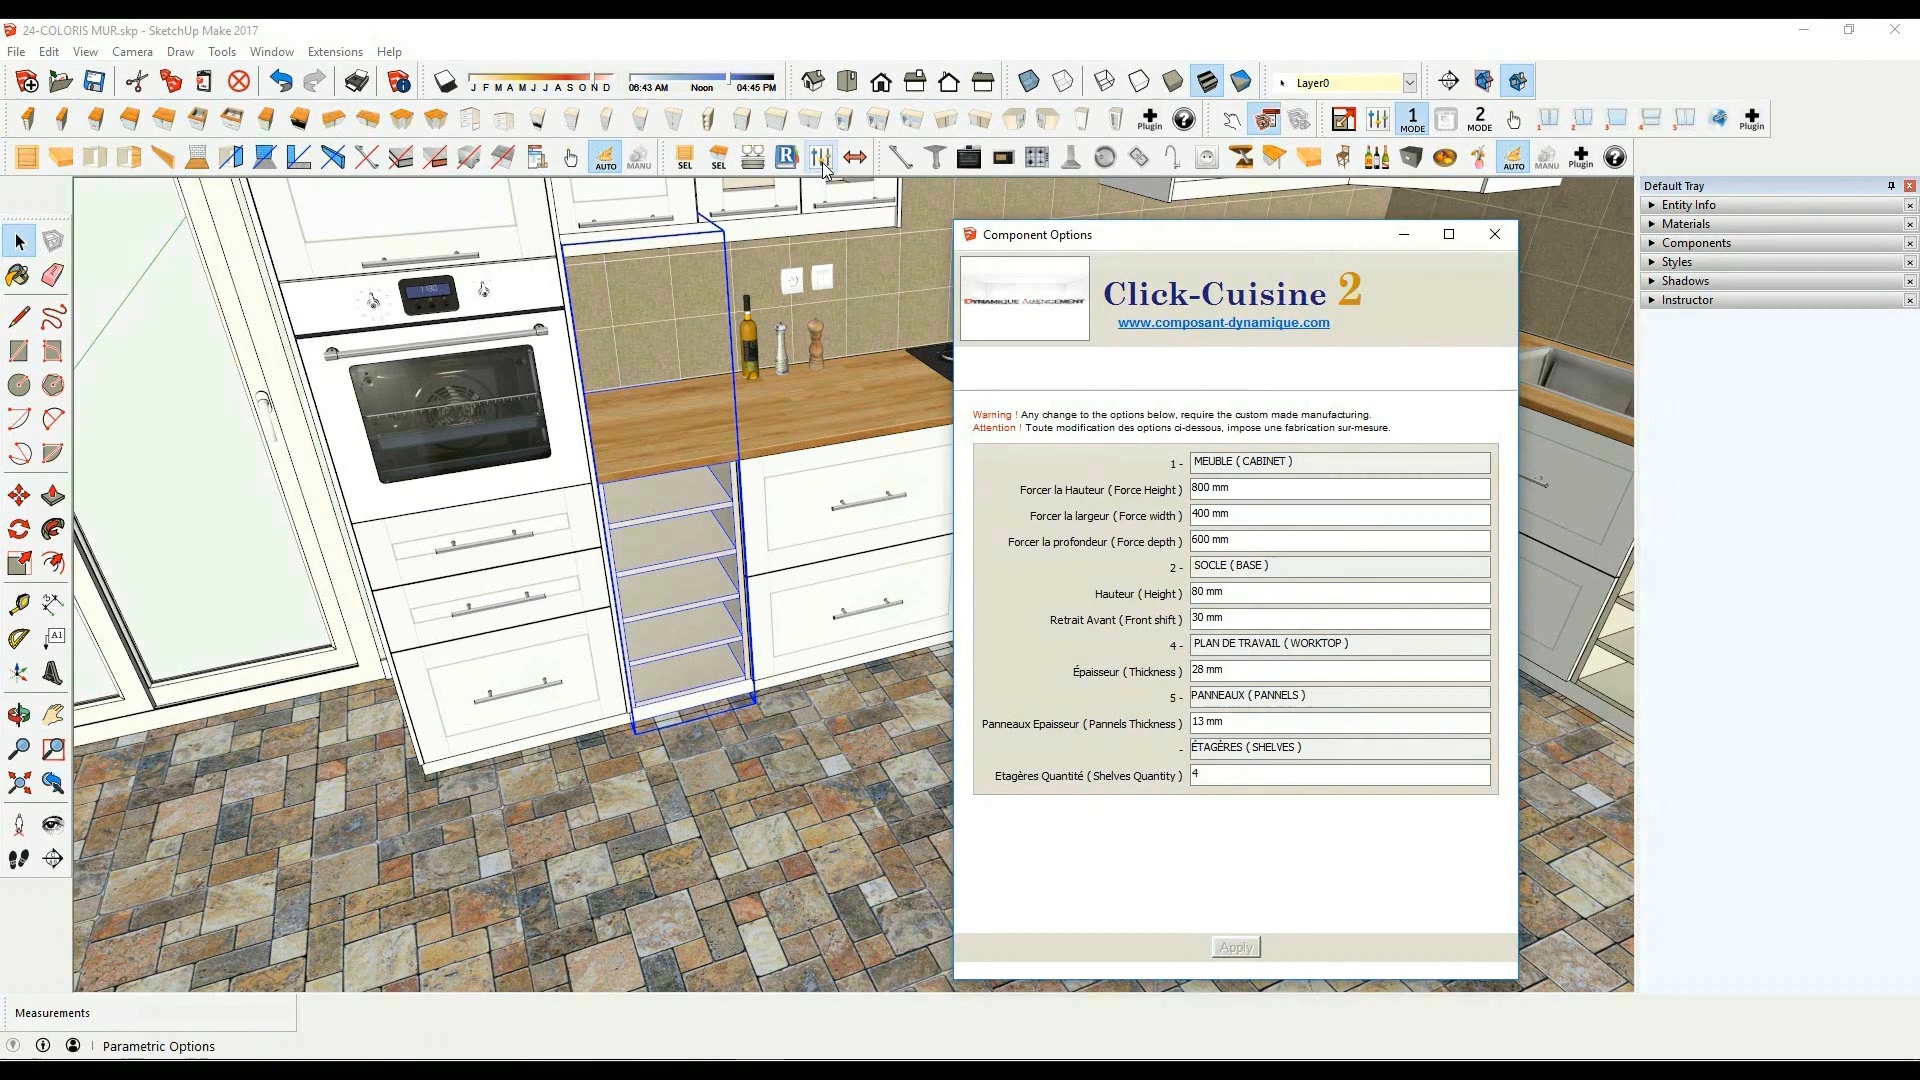 24-COLORIS MUR.skp - SketchUp Make 2017
File Edit View Camera Draw Tools Window Extensions Help
J F M A M J J A S O N D
06:43 AM Noon 04:45 PM
Layer0
Plugin
1 MODE
2 MODE
Plugin
AUTO
MANU
SEL
SEL
R
AUTO
MANU
Plugin
Default Tray
Entity Info
Materials
Components
Styles
Shadows
Instructor
A1
1180
Component Options
DYNAMIQUE AGENCEMENT
Click-Cuisine 2
www.composant-dynamique.com
Warning ! Any change to the options below, require the custom made manufacturing.
Attention ! Toute modification des options ci-dessous, impose une fabrication sur-mesure.
1 - MEUBLE ( CABINET )
Forcer la Hauteur ( Force Height ) 800 mm
Forcer la largeur ( Force width ) 400 mm
Forcer la profondeur ( Force depth ) 600 mm
2 - SOCLE ( BASE )
Hauteur ( Height ) 80 mm
Retrait Avant ( Front shift ) 30 mm
4 - PLAN DE TRAVAIL ( WORKTOP )
Épaisseur ( Thickness ) 28 mm
5 - PANNEAUX ( PANNELS )
Panneaux Epaisseur ( Pannels Thickness ) 13 mm
- ÉTAGÈRES ( SHELVES )
Etagères Quantité ( Shelves Quantity ) 4
Apply
Measurements
Parametric Options